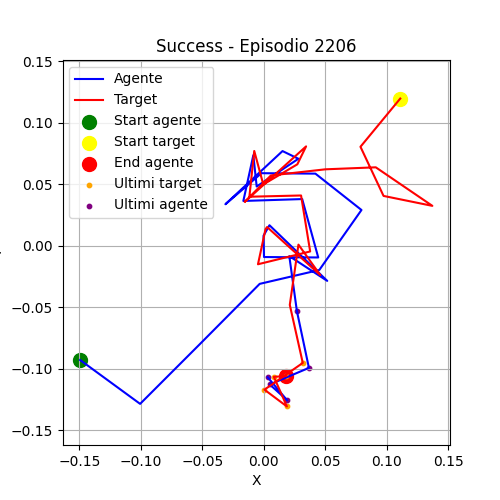 Success - Episodio 2206
Agente
Target
Start agente
Start target
End agente
Ultimi target
Ultimi agente
0.15
0.10
0.05
0.00
−0.05
−0.10
−0.15
−0.15 −0.10 −0.05 0.00 0.05 0.10 0.15
X